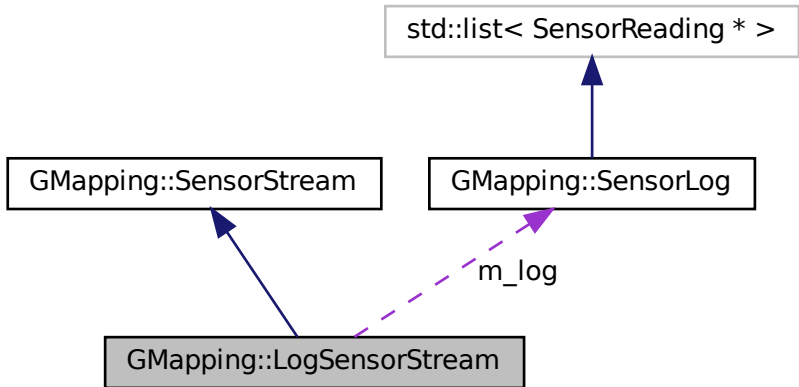 std::list< SensorReading * >
GMapping::SensorStream
GMapping::SensorLog
m_log
GMapping::LogSensorStream